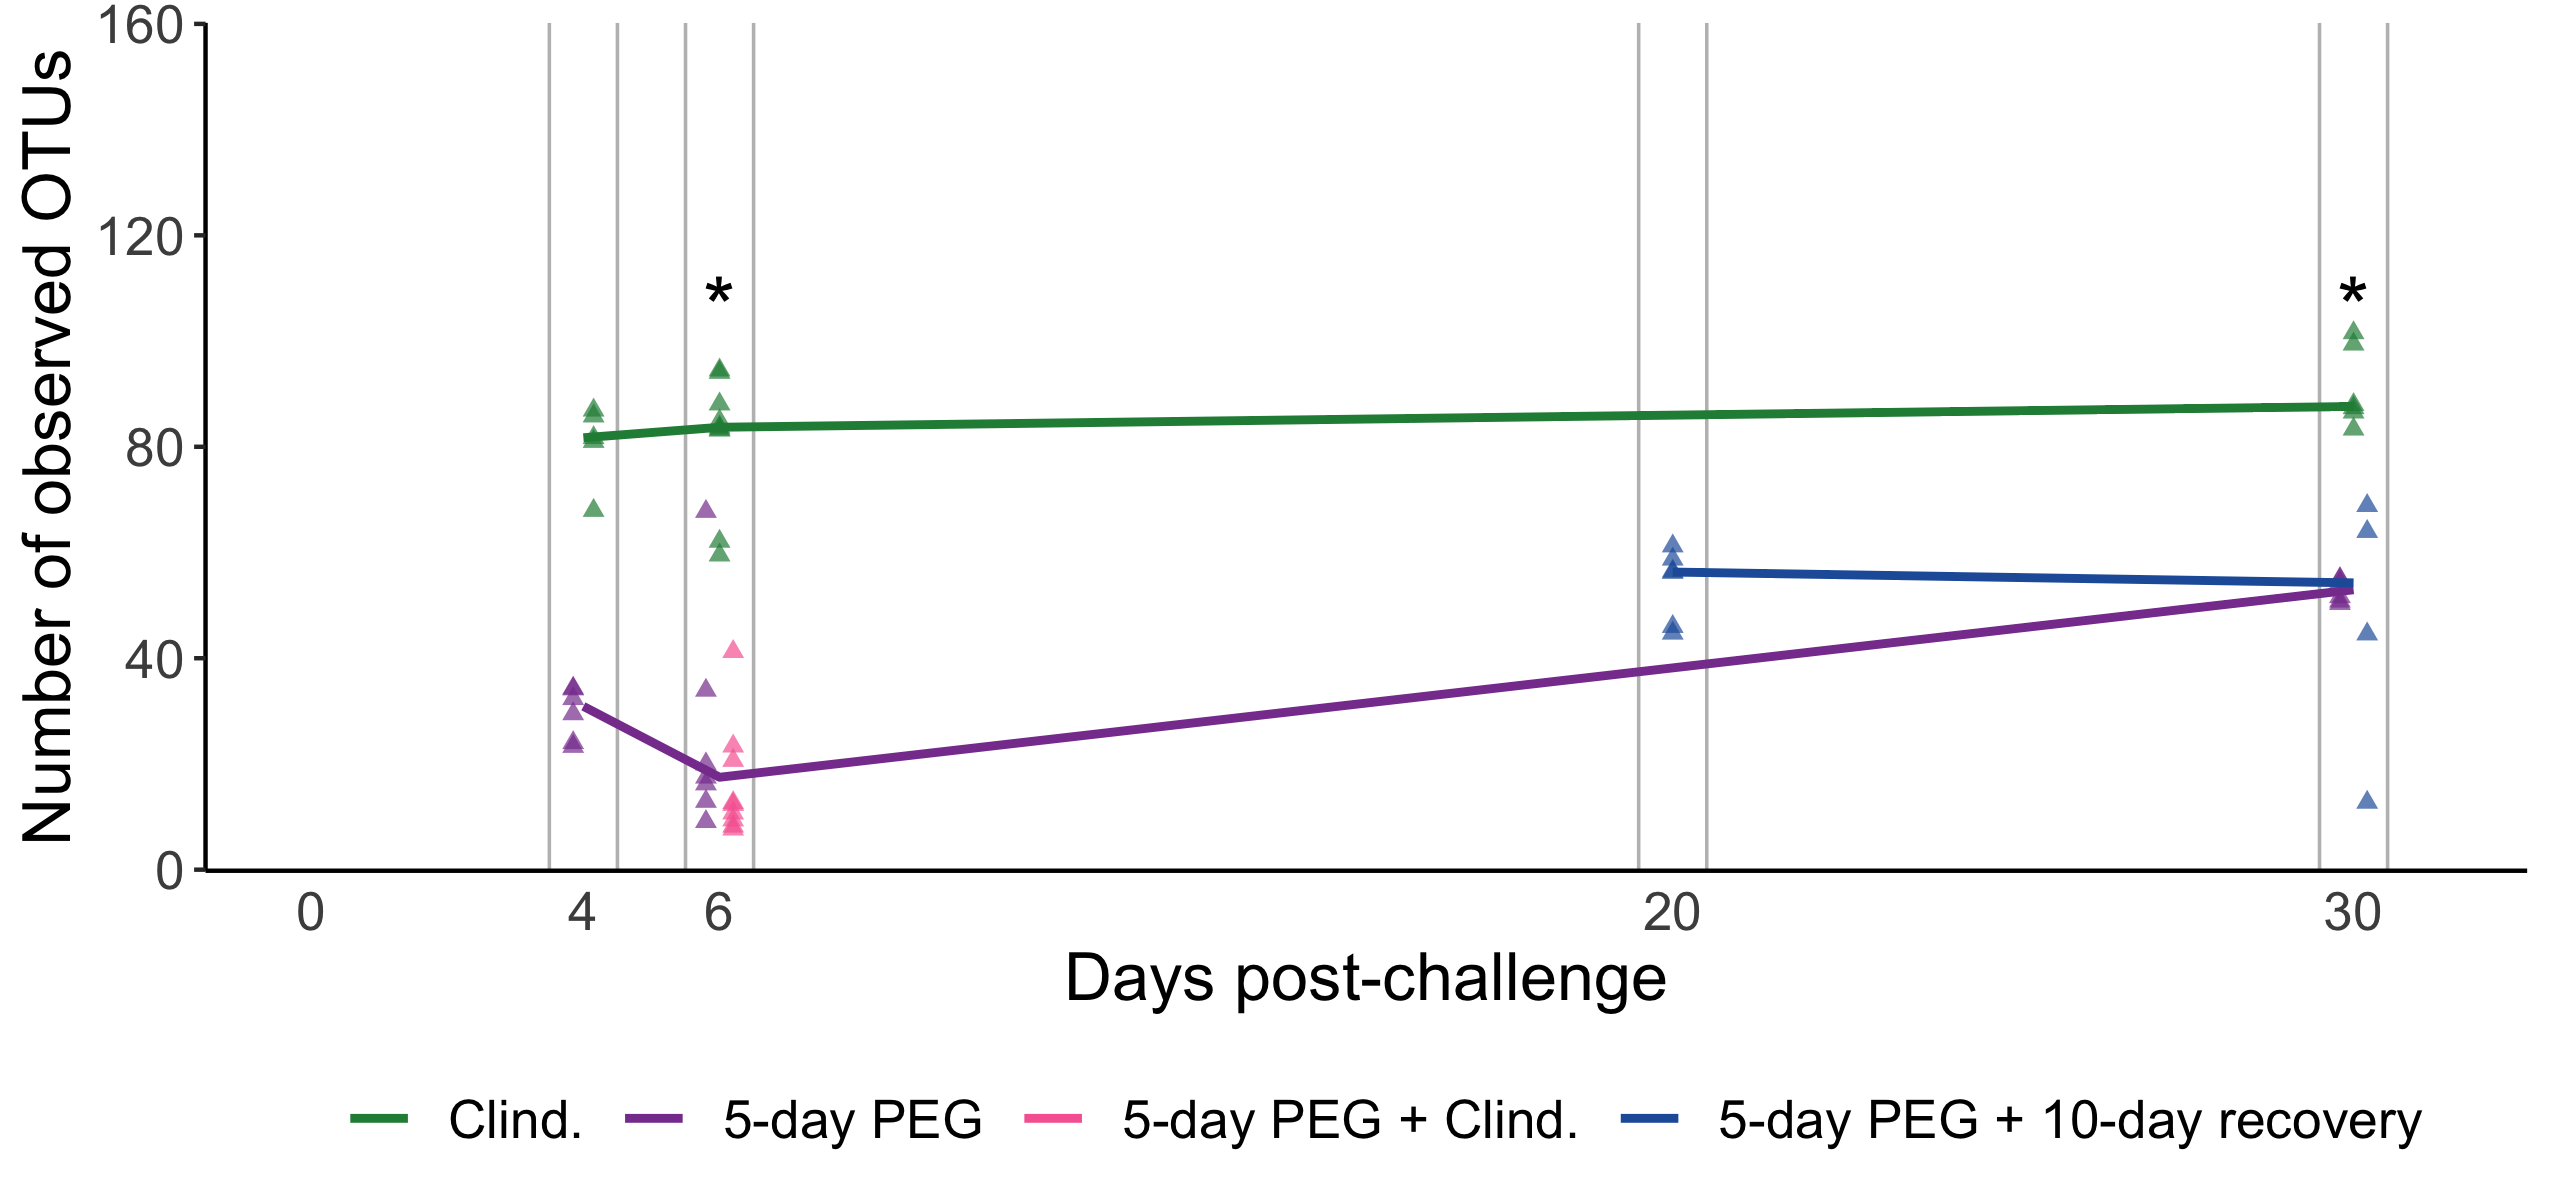 Number of observed OTUs
160
120
80
40
0
*
*
0 4 6 20 30
Days post-challenge
Clind. 5-day PEG 5-day PEG + Clind. 5-day PEG + 10-day recovery